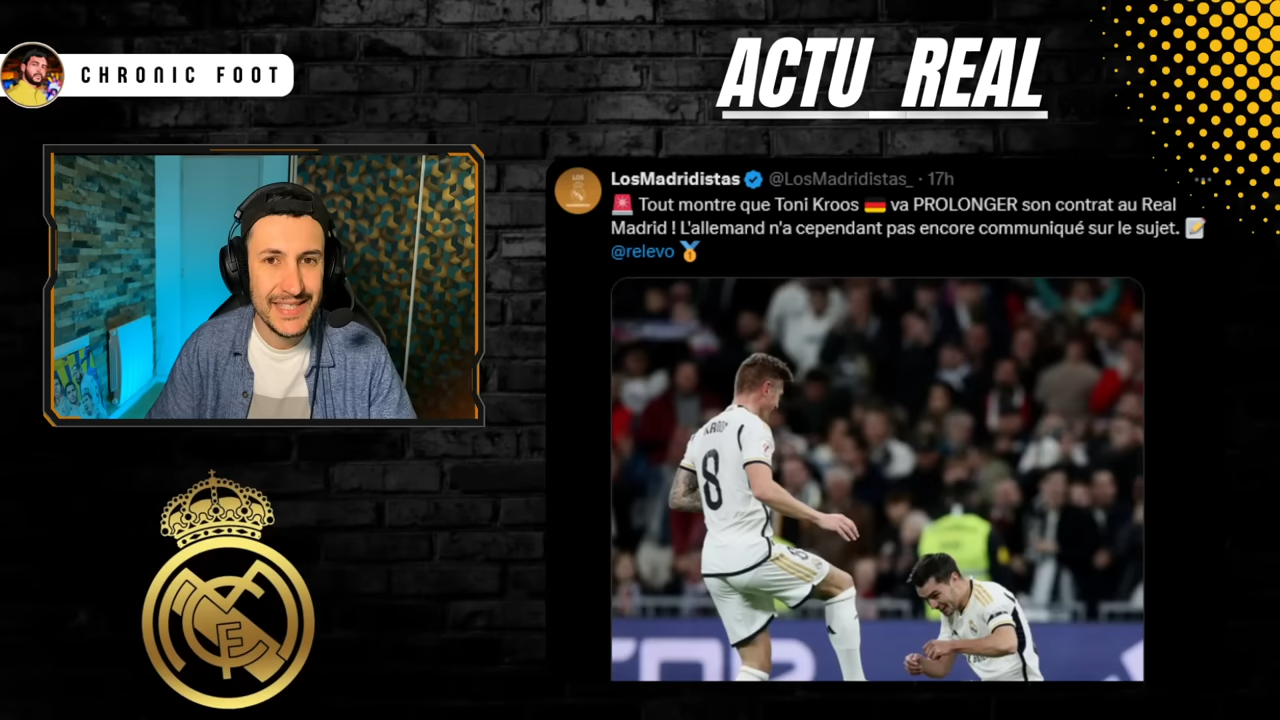 CHRONIC FOOT
ACTU REAL
LosMadridistas @LosMadridistas_ · 17h
🚨 Tout montre que Toni Kroos 🇩🇪 va PROLONGER son contrat au Real
Madrid ! L'allemand n'a cependant pas encore communiqué sur le sujet. 📝
@relevo 🏅
KROOS
8